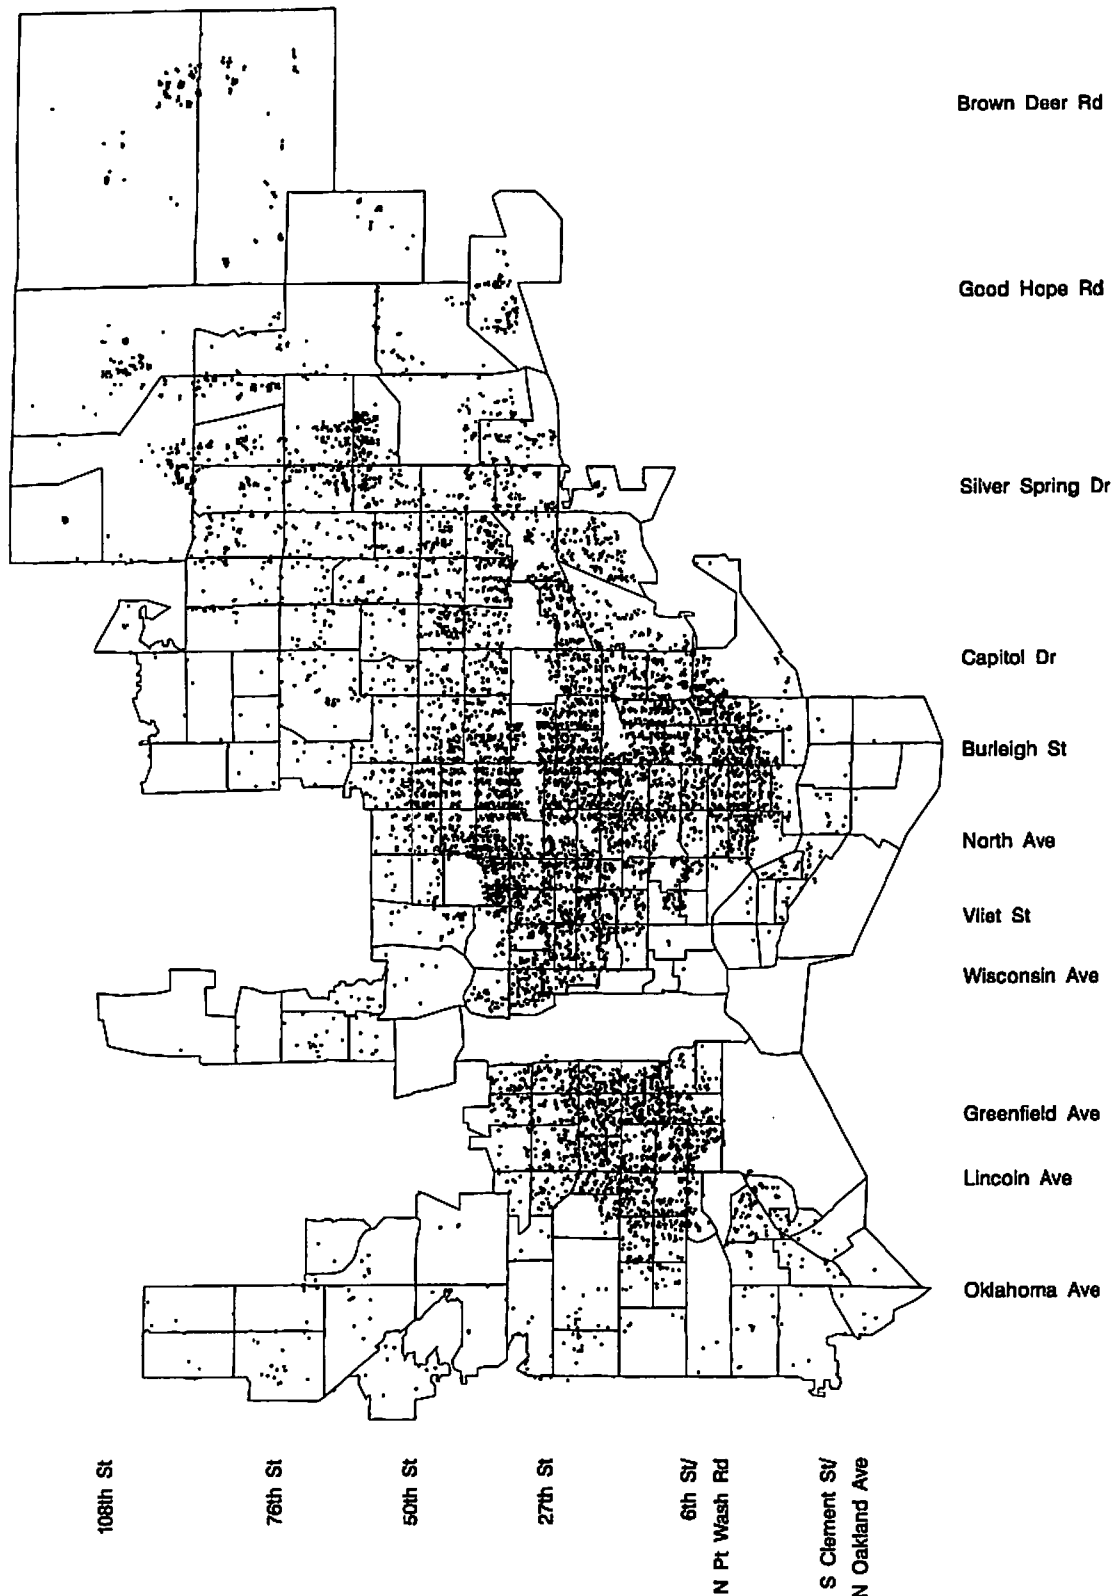 Brown Deer Rd
Good Hope Rd
Silver Spring Dr
Capitol Dr
Burleigh St
North Ave
Vliet St
Wisconsin Ave
Greenfield Ave
Lincoln Ave
Oklahoma Ave
108th St
76th St
50th St
27th St
6th St/
N Pt Wash Rd
S Clement St/
N Oakland Ave